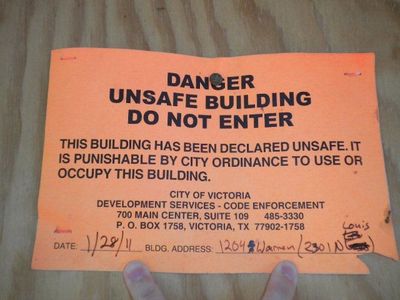 DANGER
UNSAFE BUILDING
DO NOT ENTER
THIS BUILDING HAS BEEN DECLARED UNSAFE. IT
IS PUNISHABLE BY CITY ORDINANCE TO USE OR
OCCUPY THIS BUILDING.
CITY OF VICTORIA
DEVELOPMENT SERVICES - CODE ENFORCEMENT
700 MAIN CENTER, SUITE 109 485-3330
P. O. BOX 1758, VICTORIA, TX 77902-1758
Louis
DATE: 1/28/11 BLDG. ADDRESS: 1204 Warren / 2301 N